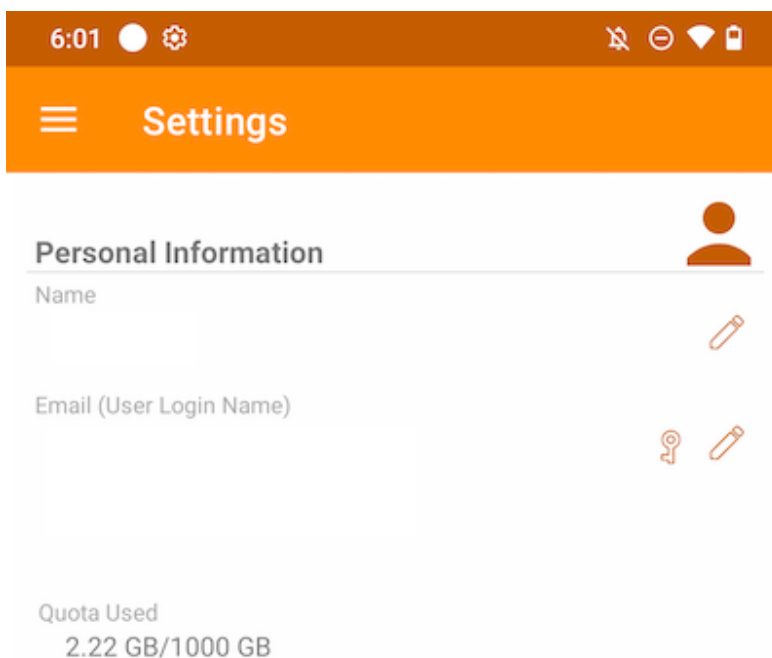 6:01
Settings
Personal Information
Name
Email (User Login Name)
Quota Used
2.22 GB/1000 GB